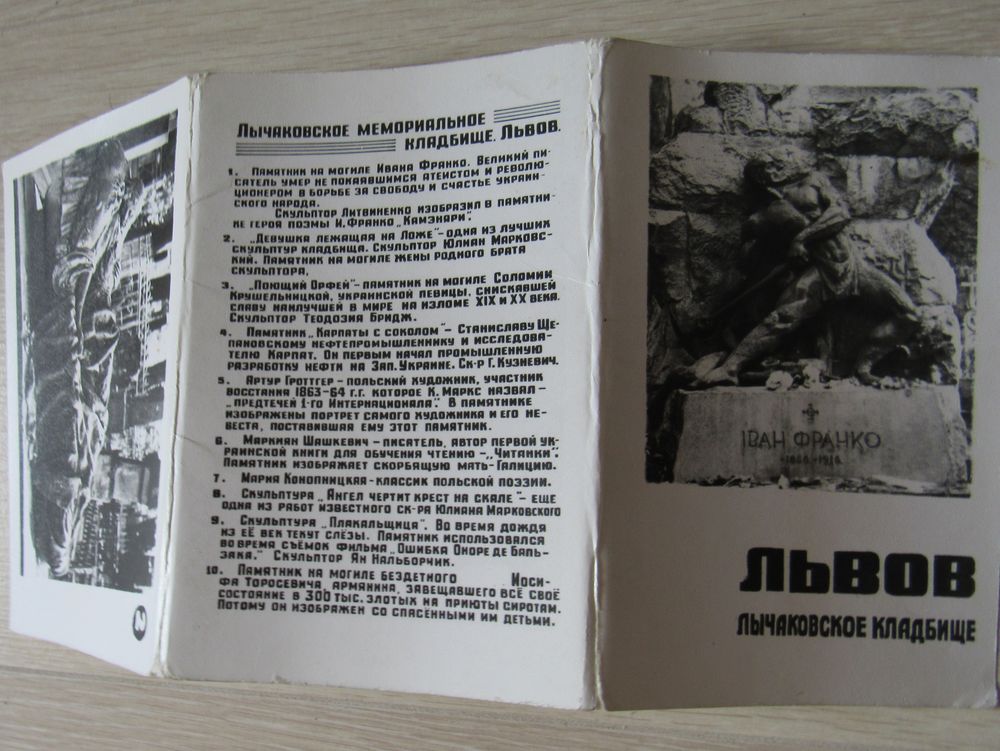 Лычаковское мемориальное
кладбище. Львов.
1. Памятник на могиле Ивана Франко. Великий пи-
сатель умер не покаявшимся атеистом и револю-
ционером в борьбе за свободу и счастье украин-
ского народа.
Скульптор Литвиненко изобразил в памятни-
ке героя поэмы И.Франко „Камэняри".
2. „Девушка лежащая на ложе" – одна из лучших
скульптур кладбища. Скульптор Юлиан Марковс-
кий. Памятник на могиле жены родного брата
скульптора.
3. „Поющий Орфей" – памятник на могиле Соломии
Крушельницкой, украинской певицы, снискавшей
славу наилучшей в мире на изломе XIX и XX века.
Скульптор Теодозия Бридж.
4. Памятник „Карпаты с соколом" – Станиславу Ще-
пановскому нефтепромышленнику и исследова-
телю Карпат. Он первым начал промышленную
разработку нефти на Зап. Украине. Ск-р Г. Кузневич.
5. Артур Гроттгер – польский художник, участник
восстания 1863-64 г.г. которое К. Маркс назвал –
„предтечей 1-го Интернационала". В памятнике
изображены портрет самого художника и его не-
веста, поставившая ему этот памятник.
6. Маркиан Шашкевич – писатель, автор первой ук-
раинской книги для обучения чтению – „Читанки".
Памятник изображает скорбящую мать-Галицию.
7. Мария Конопницкая – классик польской поэзии.
8. Скульптура „Ангел чертит крест на скале" – еще
одна из работ известного ск-ра Юлиана Марковского
9. Скульптура „Плакальщица". Во время дождя
из её век текут слёзы. Памятник использовался
во время съёмок фильма „Ошибка Оноре де Баль-
зака." Скульптор Ян Нальборчик.
10. Памятник на могиле бездетного Иоси-
фа Торосевича, армянина, завещавшего всё своё
состояние в 300 тыс. злотых на приюты сиротам.
Потому он изображен со спасенными им детьми.
ІВАН ФРАНКО
1856-1916
ЛЬВОВ
ЛЫЧАКОВСКОЕ КЛАДБИЩЕ
2